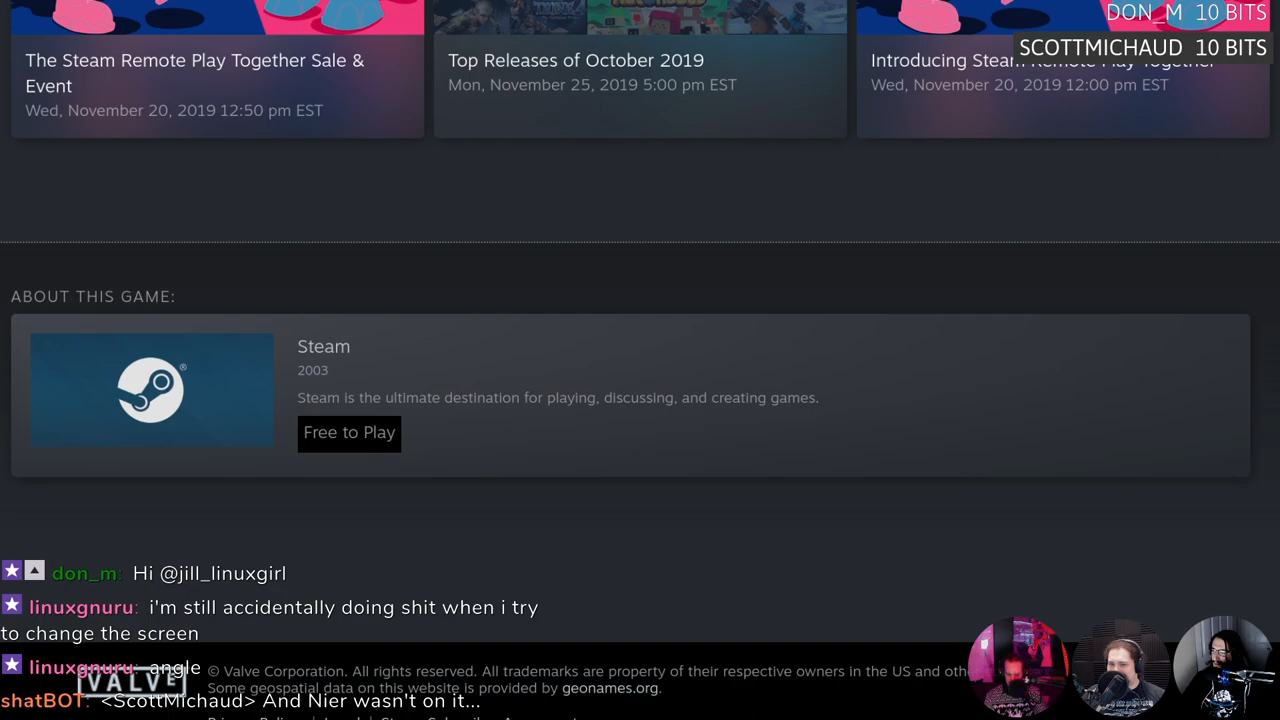 DON_M 10 BITS
SCOTTMICHAUD 10 BITS
The Steam Remote Play Together Sale &
Event
Wed, November 20, 2019 12:50 pm EST
Top Releases of October 2019
Mon, November 25, 2019 5:00 pm EST
Introducing Steam Remote Play Together
Wed, November 20, 2019 12:00 pm EST
ABOUT THIS GAME:
Steam
2003
Steam is the ultimate destination for playing, discussing, and creating games.
Free to Play
don_m: Hi @jill_linuxgirl
linuxgnuru: i'm still accidentally doing shit when i try
to change the screen
linuxgnuru: angle
shatBOT: <ScottMichaud> And Nier wasn't on it...
VALVE
© Valve Corporation. All rights reserved. All trademarks are property of their respective owners in the US and
Some geospatial data on this website is provided by geonames.org.